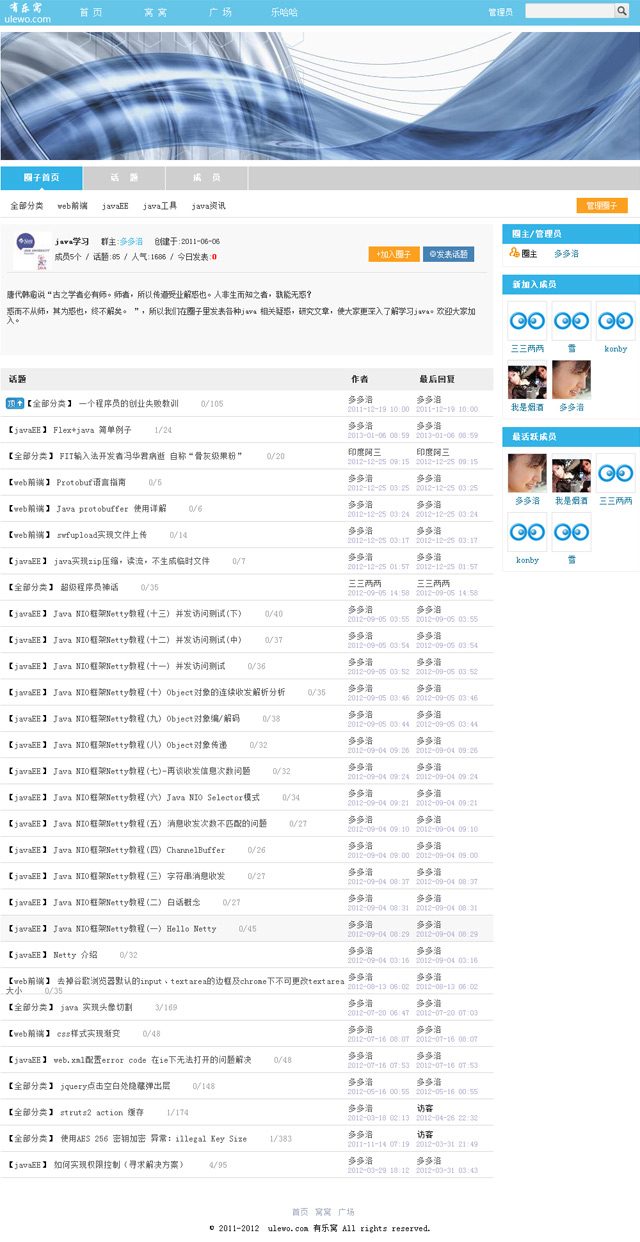 有乐窝
ulewo.com
首 页 窝 窝 广 场 乐哈哈 管理员
圈子首页 话 题 成 员
全部分类 web前端 javaEE java工具 java资讯 管理圈子
java学习 群主:多多洛 创建于:2011-06-06
成员5个 / 话题:85 / 人气:1686 / 今日发表:0
+加入圈子 @发表话题
唐代韩愈说“古之学者必有师。师者，所以传道受业解惑也。人非生而知之者，孰能无惑?
惑而不从师，其为惑也，终不解矣。 ”，所以我们在圈子里发表各种java 相关疑惑，研究文章，使大家更深入了解学习java。欢迎大家加
入。
话题 作者 最后回复
顶 【全部分类】 一个程序员的创业失败教训 0/105 多多洛 多多洛
2011-12-19 10:00 2011-12-19 10:00
【javaEE】 Flex+java 简单例子 1/24 多多洛 多多洛
2013-01-06 08:59 2013-01-06 08:59
【全部分类】 FIT输入法开发者冯华君病逝 自称“骨灰级果粉” 0/20 印度阿三 印度阿三
2012-12-25 09:15 2012-12-25 09:15
【web前端】 Protobuf语言指南 0/5 多多洛 多多洛
2012-12-25 03:25 2012-12-25 03:25
【web前端】 Java protobuffer 使用详解 0/6 多多洛 多多洛
2012-12-25 03:24 2012-12-25 03:24
【web前端】 swfupload实现文件上传 0/14 多多洛 多多洛
2012-12-25 03:17 2012-12-25 03:17
【javaEE】 java实现zip压缩，读流，不生成临时文件 0/7 多多洛 多多洛
2012-12-25 01:57 2012-12-25 01:57
【全部分类】 超级程序员神话 0/35 三三两两 三三两两
2012-09-05 14:58 2012-09-05 14:58
【javaEE】 Java NIO框架Netty教程(十三) 并发访问测试(下) 0/40 多多洛 多多洛
2012-09-05 03:55 2012-09-05 03:55
【javaEE】 Java NIO框架Netty教程(十二) 并发访问测试(中) 0/37 多多洛 多多洛
2012-09-05 03:54 2012-09-05 03:54
【javaEE】 Java NIO框架Netty教程(十一) 并发访问测试 0/36 多多洛 多多洛
2012-09-05 03:52 2012-09-05 03:52
【javaEE】 Java NIO框架Netty教程(十) Object对象的连续收发解析分析 0/35 多多洛 多多洛
2012-09-05 03:46 2012-09-05 03:46
【javaEE】 Java NIO框架Netty教程(九) Object对象编/解码 0/38 多多洛 多多洛
2012-09-05 03:44 2012-09-05 03:44
【javaEE】 Java NIO框架Netty教程(八) Object对象传递 0/32 多多洛 多多洛
2012-09-04 09:26 2012-09-04 09:26
【javaEE】 Java NIO框架Netty教程(七)-再谈收发信息次数问题 0/32 多多洛 多多洛
2012-09-04 09:24 2012-09-04 09:24
【javaEE】 Java NIO框架Netty教程(六) Java NIO Selector模式 0/34 多多洛 多多洛
2012-09-04 09:21 2012-09-04 09:21
【javaEE】 Java NIO框架Netty教程(五) 消息收发次数不匹配的问题 0/27 多多洛 多多洛
2012-09-04 09:10 2012-09-04 09:10
【javaEE】 Java NIO框架Netty教程(四) ChannelBuffer 0/26 多多洛 多多洛
2012-09-04 09:00 2012-09-04 09:00
【javaEE】 Java NIO框架Netty教程(三) 字符串消息收发 0/27 多多洛 多多洛
2012-09-04 08:37 2012-09-04 08:37
【javaEE】 Java NIO框架Netty教程(二) 白话概念 0/27 多多洛 多多洛
2012-09-04 08:31 2012-09-04 08:31
【javaEE】 Java NIO框架Netty教程(一) Hello Netty 0/45 多多洛 多多洛
2012-09-04 08:29 2012-09-04 08:29
【javaEE】 Netty 介绍 0/32 多多洛 多多洛
2012-09-04 03:16 2012-09-04 03:16
【web前端】 去掉谷歌浏览器默认的input、textarea的边框及chrome下不可更改textarea
大小 0/35 多多洛 多多洛
2012-08-13 06:02 2012-08-13 06:02
【全部分类】 java 实现头像切割 3/169 多多洛 多多洛
2012-07-20 06:47 2012-07-20 07:03
【web前端】 css样式实现渐变 0/48 多多洛 多多洛
2012-07-16 08:07 2012-07-16 08:07
【javaEE】 web.xml配置error code 在ie下无法打开的问题解决 0/48 多多洛 多多洛
2012-07-16 07:53 2012-07-16 07:53
【全部分类】 jquery点击空白处隐藏弹出层 0/148 多多洛 多多洛
2012-05-16 00:55 2012-05-16 00:55
【全部分类】 struts2 action 缓存 1/174 多多洛 访客
2012-03-18 02:13 2012-04-26 22:32
【全部分类】 使用AES 256 密钥加密 异常：illegal Key Size 1/383 多多洛 访客
2011-11-14 07:19 2012-03-31 21:49
【javaEE】 如何实现权限控制（寻求解决方案） 4/95 多多洛 多多洛
2012-03-29 18:12 2012-03-31 03:43
圈主/管理员
圈主 多多洛
新加入成员
三三两两 雪 konby
我是烟酒 多多洛
最活跃成员
多多洛 我是烟酒 三三两两
konby 雪
首页 窝窝 广场
© 2011-2012 ulewo.com 有乐窝 All rights reserved.